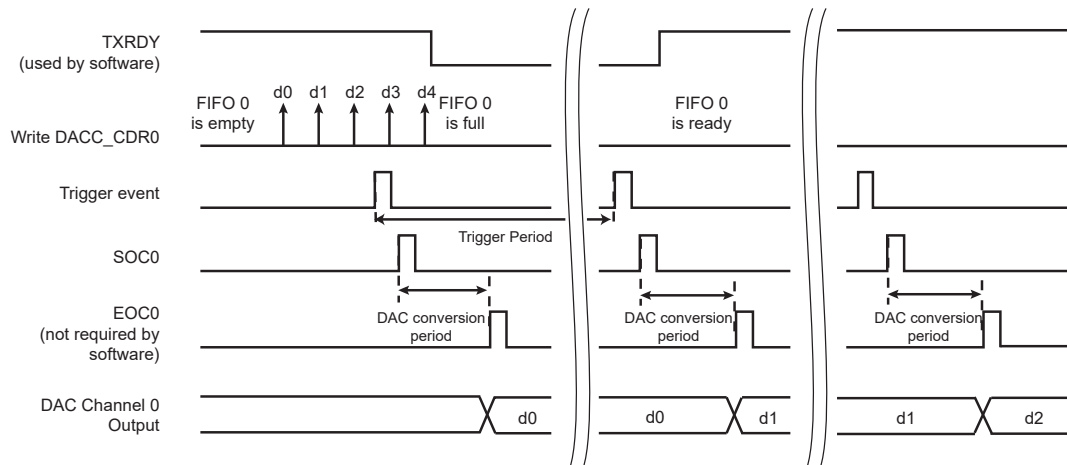 TXRDY
(used by software)
d0 d1 d2 d3 d4
FIFO 0
is empty
FIFO 0
is full
FIFO 0
is ready
Write DACC_CDR0
Trigger event
Trigger Period
SOC0
DAC conversion
period
DAC conversion
period
DAC conversion
period
EOC0
(not required by
software)
DAC Channel 0
Output
d0
d0
d1
d1
d2